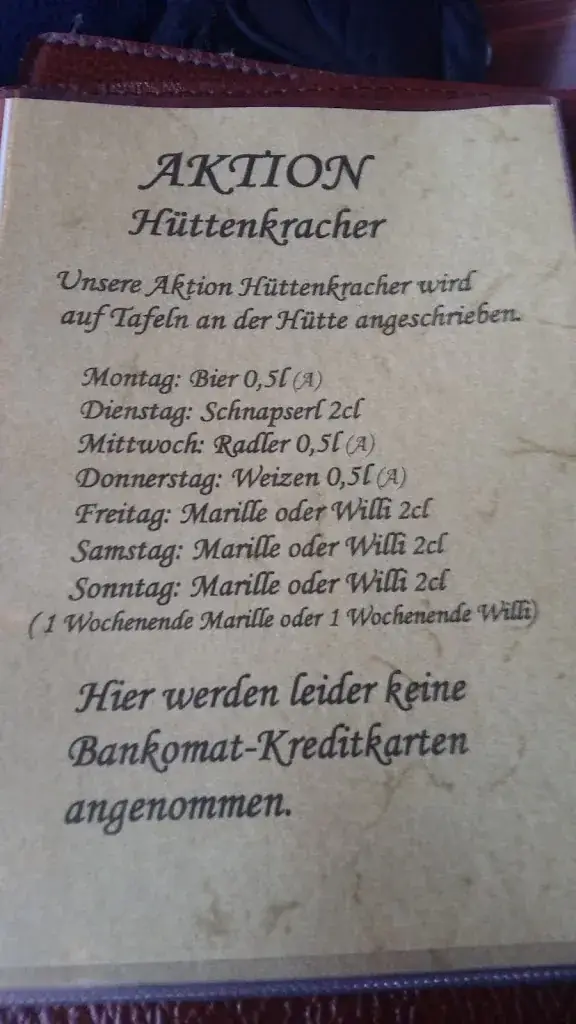 AKTION
Hüttenkracher
Unsere Aktion Hüttenkracher wird
auf Tafeln an der Hütte angeschrieben.
Montag: Bier 0,5l (A)
Dienstag: Schnapserl 2cl
Mittwoch: Radler 0,5l (A)
Donnerstag: Weizen 0,5l (A)
Freitag: Marille oder Willi 2cl
Samstag: Marille oder Willi 2cl
Sonntag: Marille oder Willi 2cl
( 1 Wochenende Marille oder 1 Wochenende Willi)
Hier werden leider keine
Bankomat-Kreditkarten
angenommen.